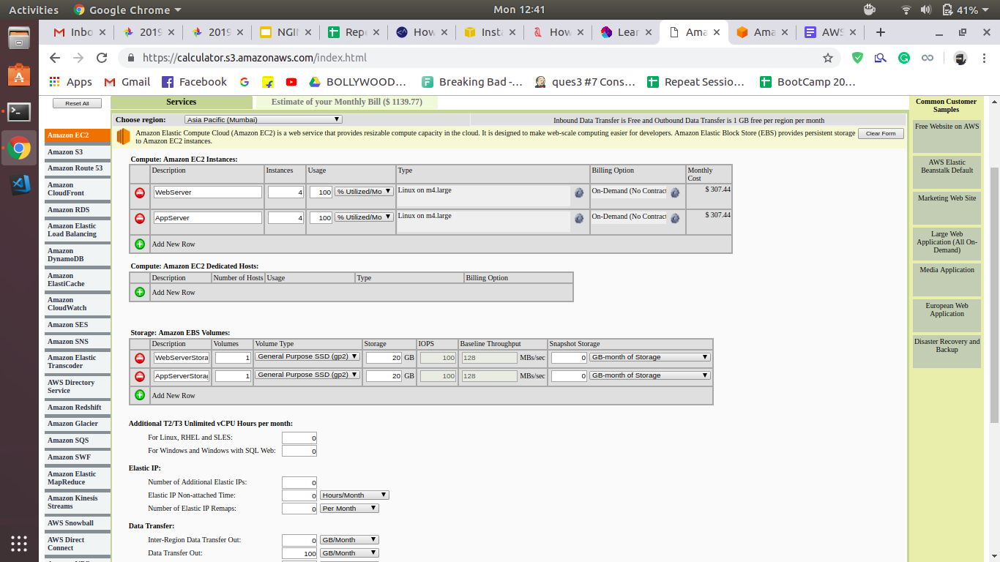 Activities Google Chrome Mon 12:41 41%
Inbo 2019 2019 NGI Rep How Inst How Lear Ama Ama AWS
https://calculator.s3.amazonaws.com/index.html
Apps Gmail Facebook BOLLYWOOD... Breaking Bad -... ques3 #7 Cons... Repeat Sessio... BootCamp 20...
Reset All
Services Estimate of your Monthly Bill ($ 1139.77)
Choose region: Asia Pacific (Mumbai) Inbound Data Transfer is Free and Outbound Data Transfer is 1 GB free per region per month
Amazon EC2
Amazon S3
Amazon Route 53
Amazon
CloudFront
Amazon RDS
Amazon Elastic
Load Balancing
Amazon
DynamoDB
Amazon
ElastiCache
Amazon
CloudWatch
Amazon SES
Amazon SNS
Amazon Elastic
Transcoder
AWS Directory
Service
Amazon Redshift
Amazon Glacier
Amazon SQS
Amazon SWF
Amazon Elastic
MapReduce
Amazon Kinesis
Streams
AWS Snowball
AWS Direct
Connect
Amazon Elastic Compute Cloud (Amazon EC2) is a web service that provides resizable compute capacity in the cloud. It is designed to make web-scale computing easier for developers. Amazon Elastic Block Store (EBS) provides persistent storage
to Amazon EC2 instances.
Clear Form
Compute: Amazon EC2 Instances:
Description Instances Usage Type Billing Option Monthly
Cost
WebServer 4 100 % Utilized/Mo Linux on m4.large On-Demand (No Contract $ 307.44
AppServer 4 100 % Utilized/Mo Linux on m4.large On-Demand (No Contract $ 307.44
Add New Row
Compute: Amazon EC2 Dedicated Hosts:
Description Number of Hosts Usage Type Billing Option
Add New Row
Storage: Amazon EBS Volumes:
Description Volumes Volume Type Storage IOPS Baseline Throughput Snapshot Storage
WebServerStora 1 General Purpose SSD (gp2) 20 GB 100 128 MBs/sec 0 GB-month of Storage
AppServerStorag 1 General Purpose SSD (gp2) 20 GB 100 128 MBs/sec 0 GB-month of Storage
Add New Row
Additional T2/T3 Unlimited vCPU Hours per month:
For Linux, RHEL and SLES: 0
For Windows and Windows with SQL Web: 0
Elastic IP:
Number of Additional Elastic IPs: 0
Elastic IP Non-attached Time: 0 Hours/Month
Number of Elastic IP Remaps: 0 Per Month
Data Transfer:
Inter-Region Data Transfer Out: 0 GB/Month
Data Transfer Out: 100 GB/Month
Common Customer
Samples
Free Website on AWS
AWS Elastic
Beanstalk Default
Marketing Web Site
Large Web
Application (All On-
Demand)
Media Application
European Web
Application
Disaster Recovery and
Backup